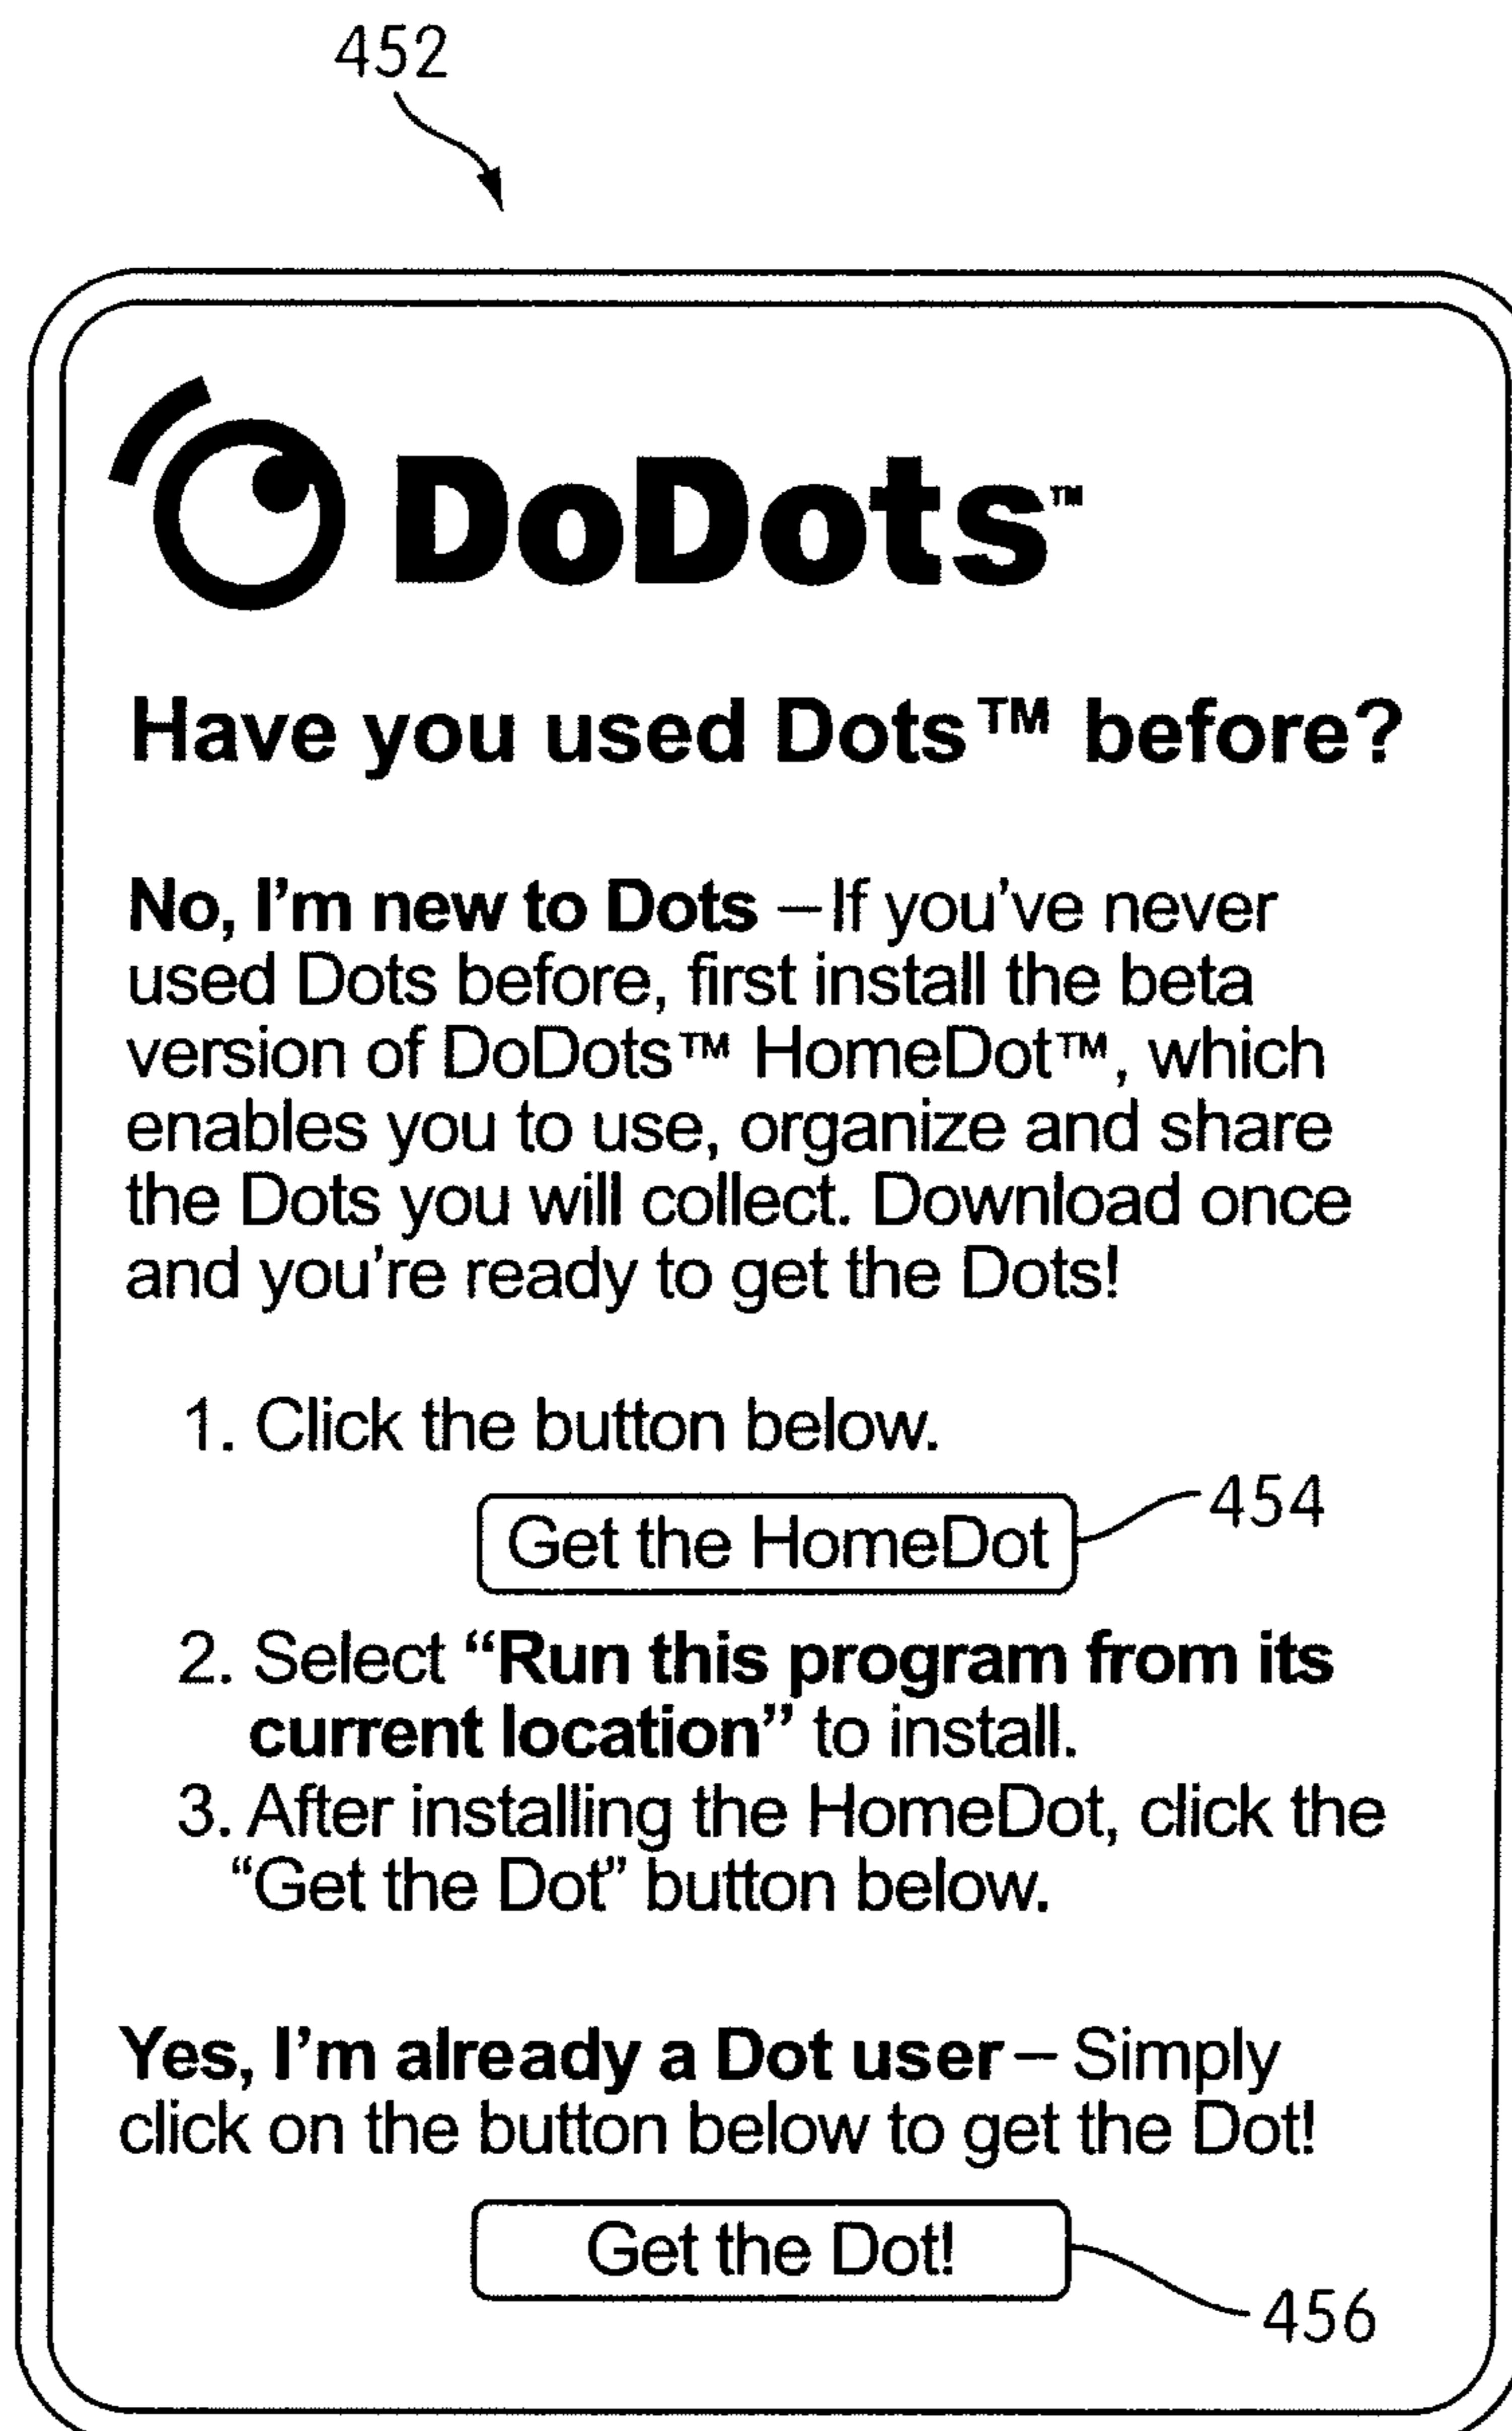 452
DoDots™
Have you used Dots™ before?
No, I'm new to Dots – If you've never
used Dots before, first install the beta
version of DoDots™ HomeDot™, which
enables you to use, organize and share
the Dots you will collect. Download once
and you're ready to get the Dots!
1. Click the button below.
454
Get the HomeDot
2. Select “Run this program from its
current location” to install.
3. After installing the HomeDot, click the
“Get the Dot” button below.
Yes, I'm already a Dot user – Simply
click on the button below to get the Dot!
Get the Dot!
456